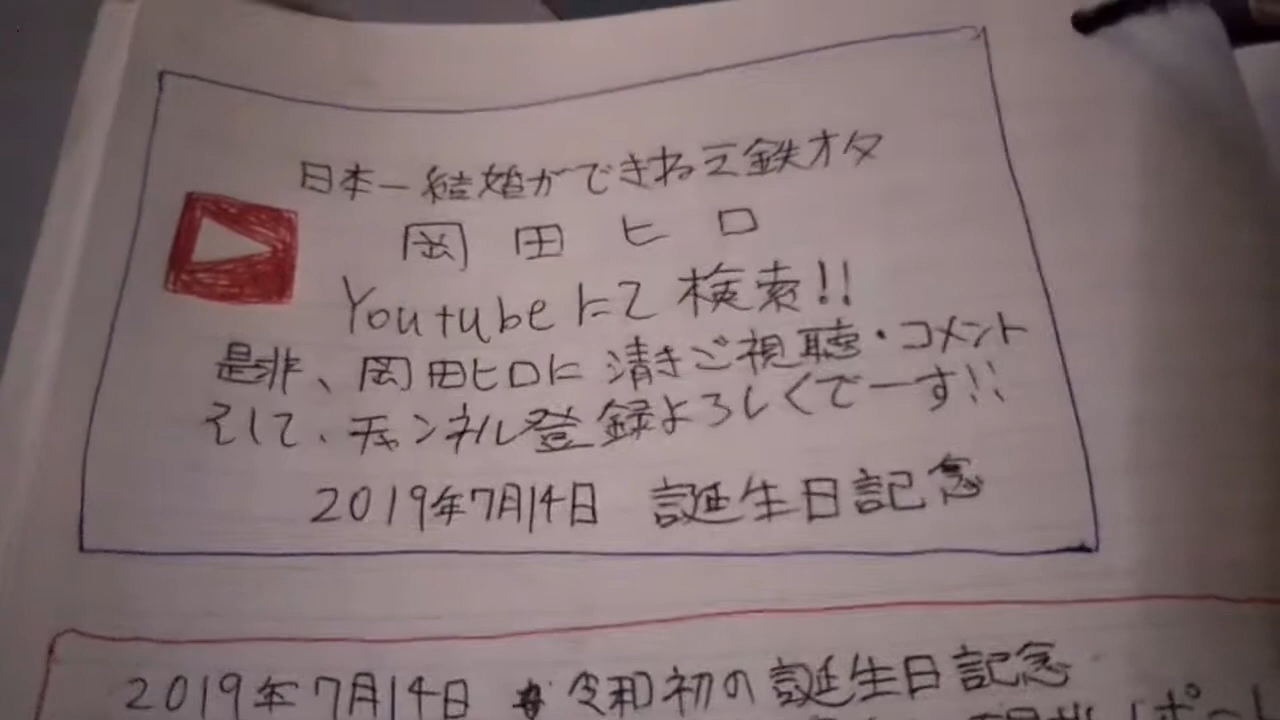 日本一結婚ができねェ鉄オタ
岡田ヒロ
Youtubeにて検索!!
是非、岡田ヒロに清きご視聴・コメント
そして、チャンネル登録よろしくでーす!!
2019年7月14日 誕生日記念
2019年7月14日 令和初の誕生日記念